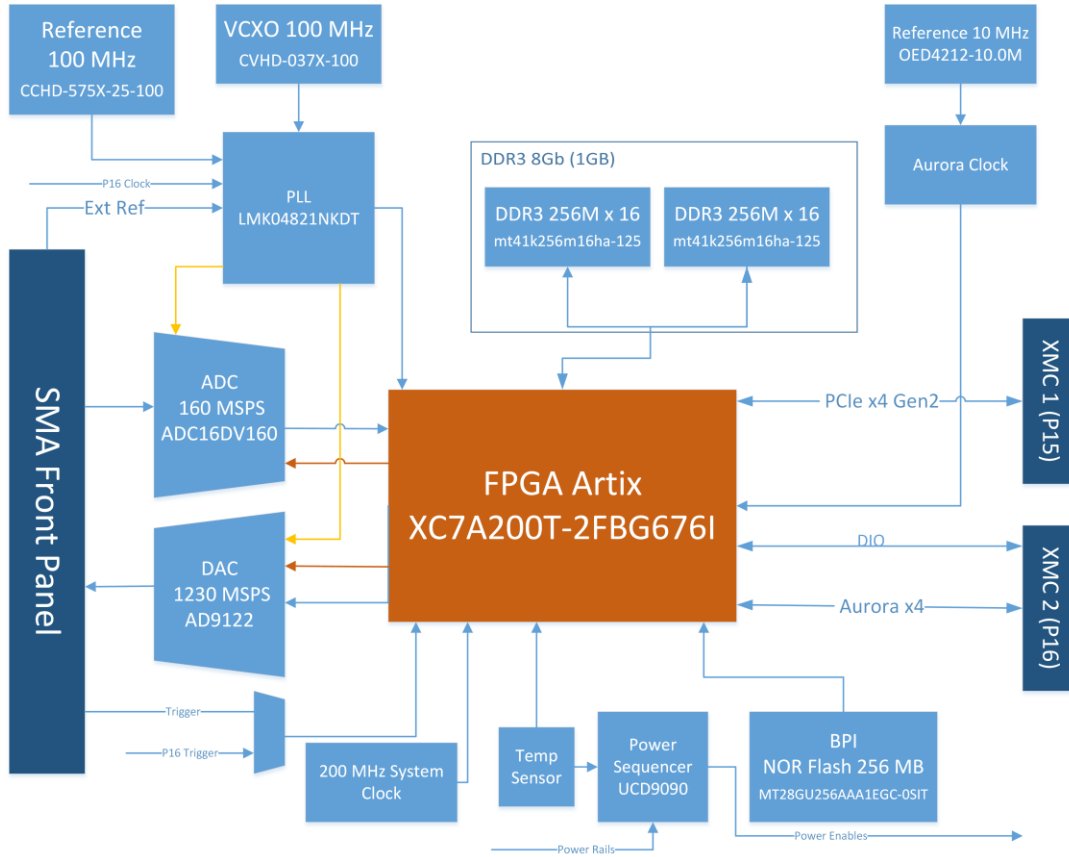 Reference
100 MHz
CCHD-575X-25-100
VCXO 100 MHz
CVHD-037X-100
Reference 10 MHz
OED4212-10.0M
Aurora Clock
P16 Clock
Ext Ref
PLL
LMK04821NKDT
DDR3 8Gb (1GB)
DDR3 256M x 16
mt41k256m16ha-125
DDR3 256M x 16
mt41k256m16ha-125
SMA Front Panel
ADC
160 MSPS
ADC16DV160
FPGA Artix
XC7A200T-2FBG676I
PCIe x4 Gen2
XMC 1 (P15)
DAC
1230 MSPS
AD9122
DIO
Aurora x4
XMC 2 (P16)
Trigger
P16 Trigger
200 MHz System
Clock
Temp
Sensor
Power
Sequencer
UCD9090
BPI
NOR Flash 256 MB
MT28GU256AAA1EGC-0SIT
Power Rails
Power Enables